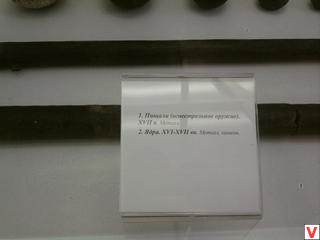 1. Пищали (огнестрельное оружие).
XVII в. Металл.
2. Ядра. XVI-XVII вв. Металл, камень.
V